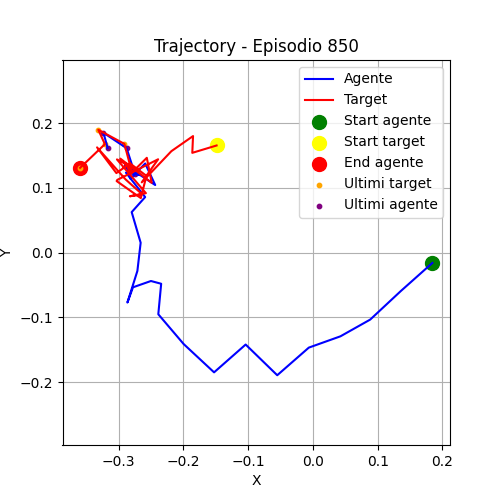 Trajectory - Episodio 850
Agente
Target
Start agente
Start target
End agente
Ultimi target
Ultimi agente
0.2
0.1
0.0
−0.1
−0.2
Y
−0.3
−0.2
−0.1
0.0
0.1
0.2
X